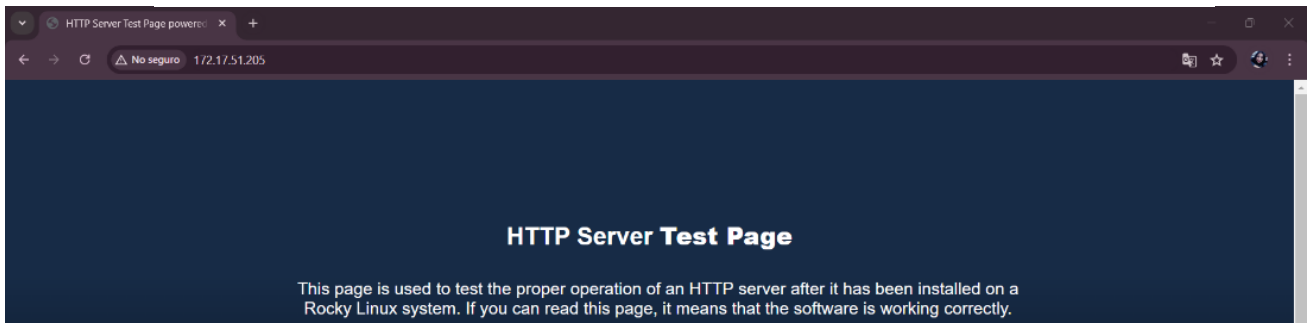 HTTP Server Test Page powered
No seguro 172.17.51.205
HTTP Server Test Page
This page is used to test the proper operation of an HTTP server after it has been installed on a
Rocky Linux system. If you can read this page, it means that the software is working correctly.